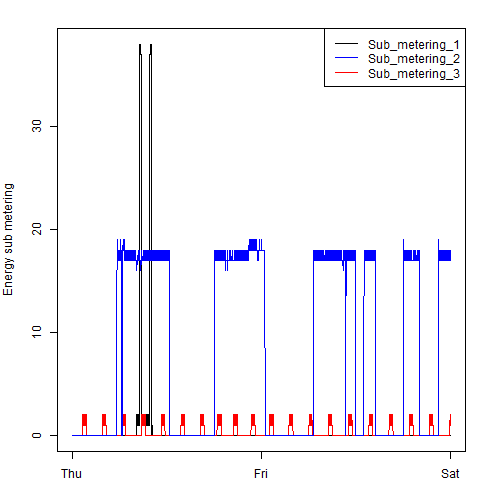 Sub_metering_1
Sub_metering_2
Sub_metering_3
Energy sub metering
30
20
10
0
Thu
Fri
Sat